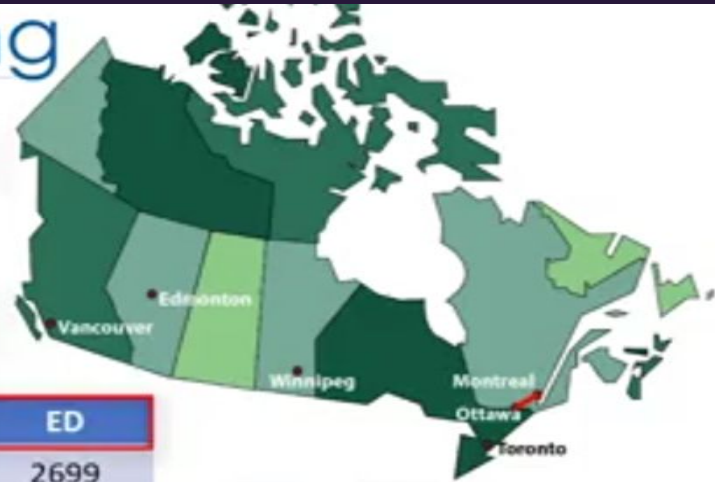 g
Edmonton
Vancouver
Winnipeg
Montreal
Ottawa
Toronto
ED
2699